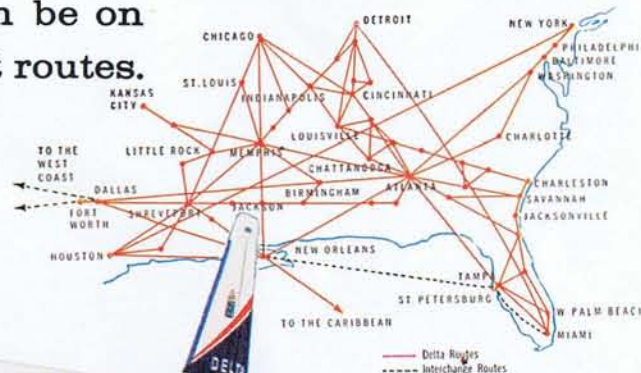 n be on
routes.
DETROIT
NEW YORK
CHICAGO
PHILADELPHI
BALTIMORE
WASHINGTON
ST. LOUIS
INDIANAPOLIS
CINCINNATI
KANSAS
CITY
LOUISVILLE
CHARLOTTE
LITTLE ROCK
MEMPHIS
CHATTANOOGA
TO THE
WEST
COAST
DALLAS
BIRMINGHAM
ATLANTA
CHARLESTON
SAVANNAH
FORT
WORTH
SHREVEPORT
JACKSON
JACKSONVILLE
HOUSTON
NEW ORLEANS
TAMPA
ST PETERSBURG
W PALM BEACH
TO THE CARIBBEAN
MIAMI
DELT
Delta Routes
Interchange Routes